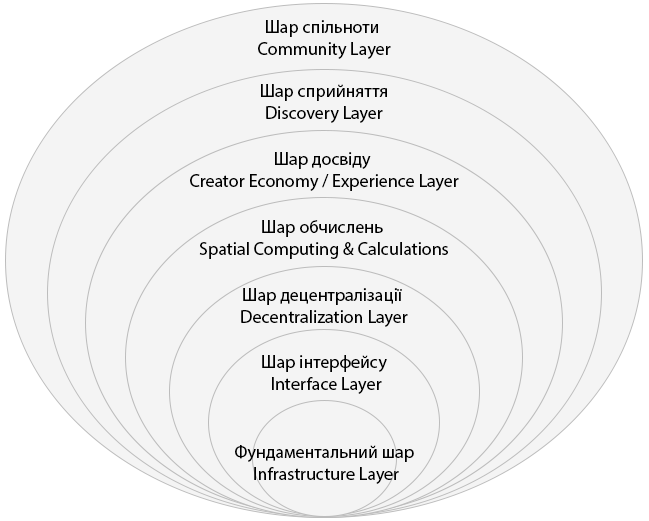 Шар спільноти
Community Layer
Шар сприйняття
Discovery Layer
Шар досвіду
Creator Economy / Experience Layer
Шар обчислень
Spatial Computing & Calculations
Шар децентралізації
Decentralization Layer
Шар інтерфейсу
Interface Layer
Фундаментальний шар
Infrastructure Layer